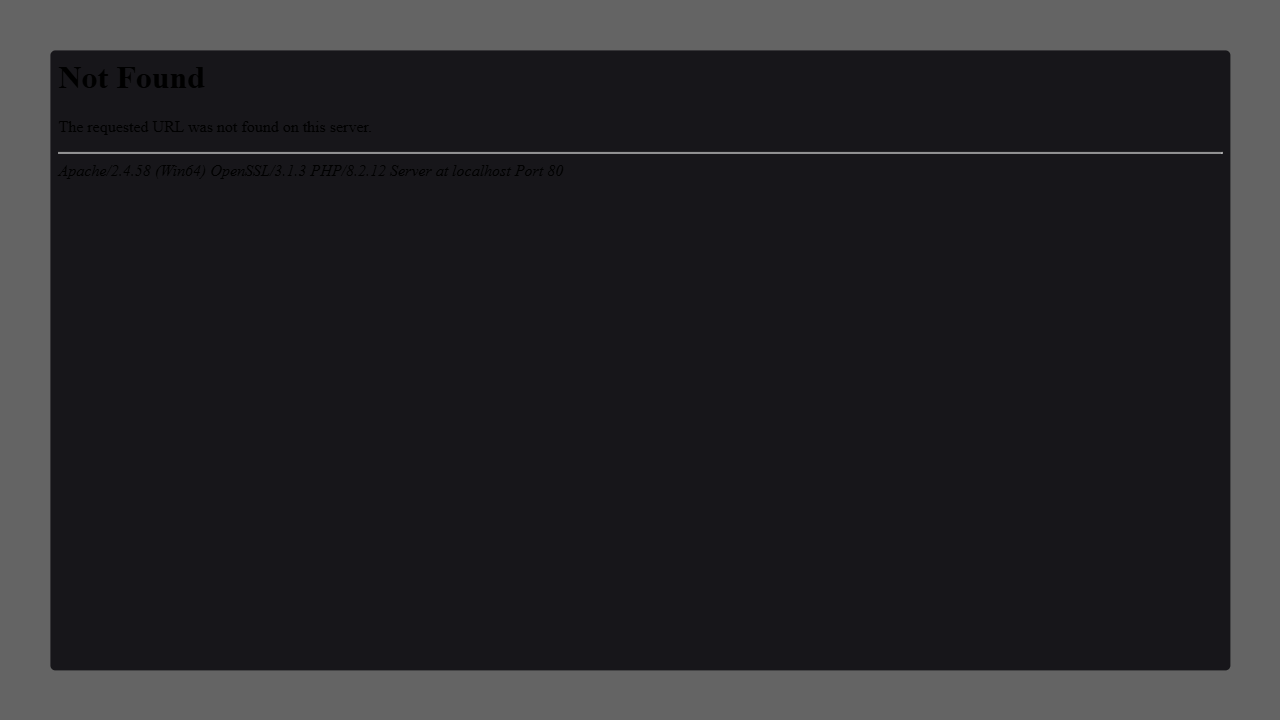 Not Found
The requested URL was not found on this server.
Apache/2.4.58 (Win64) OpenSSL/3.1.3 PHP/8.2.12 Server at localhost Port 80